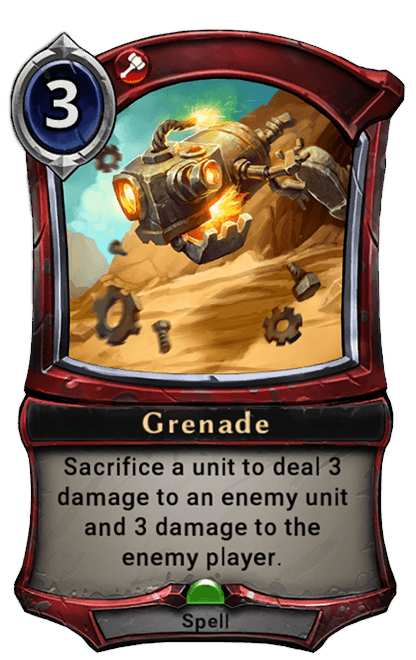 3
Grenade
Sacrifice a unit to deal 3
damage to an enemy unit
and 3 damage to the
enemy player.
Spell